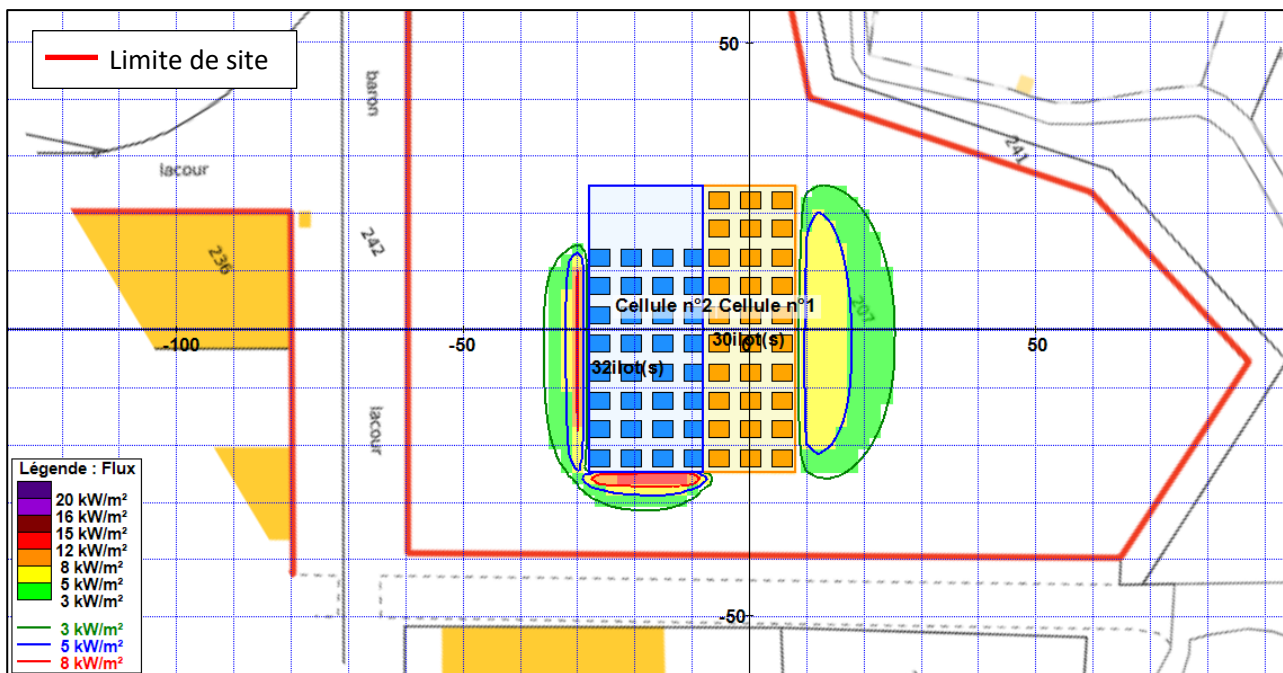 Limite de site
50
baron
241
lacour
236
242
207
Cellule n°2 Cellule n°1
-100
-50
0
50
30ilot(s)
32ilot(s)
lacour
-50
Légende : Flux
20 kW/m²
16 kW/m²
15 kW/m²
12 kW/m²
8 kW/m²
5 kW/m²
3 kW/m²
3 kW/m²
5 kW/m²
8 kW/m²